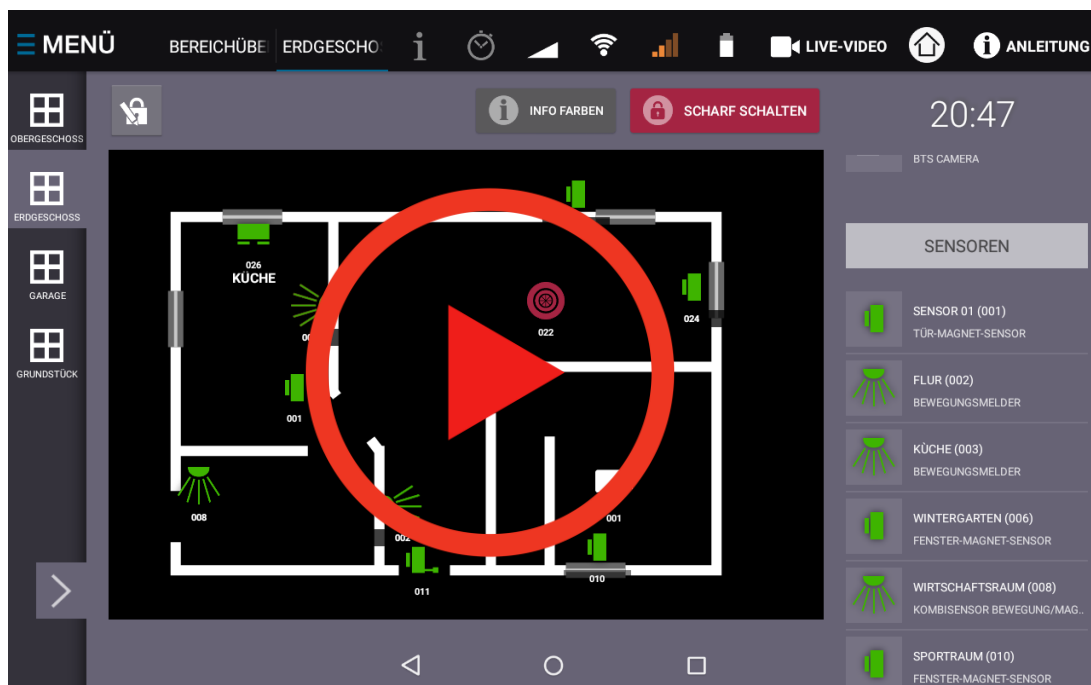 MENÜ
BEREICHÜBE
ERDGESCHO
LIVE-VIDEO
ANLEITUNG
OBERGESCHOSS
ERDGESCHOSS
GARAGE
GRUNDSTÜCK
INFO FARBEN
SCHARF SCHALTEN
20:47
BTS CAMERA
SENSOREN
SENSOR 01 (001)
TÜR-MAGNET-SENSOR
FLUR (002)
BEWEGUNGSMELDER
KÜCHE (003)
BEWEGUNGSMELDER
WINTERGARTEN (006)
FENSTER-MAGNET-SENSOR
WIRTSCHAFTSRAUM (008)
KOMBISENSOR BEWEGUNG/MAG..
SPORTRAUM (010)
FENSTER-MAGNET-SENSOR
026
KÜCHE
022
024
001
008
002
001
011
010